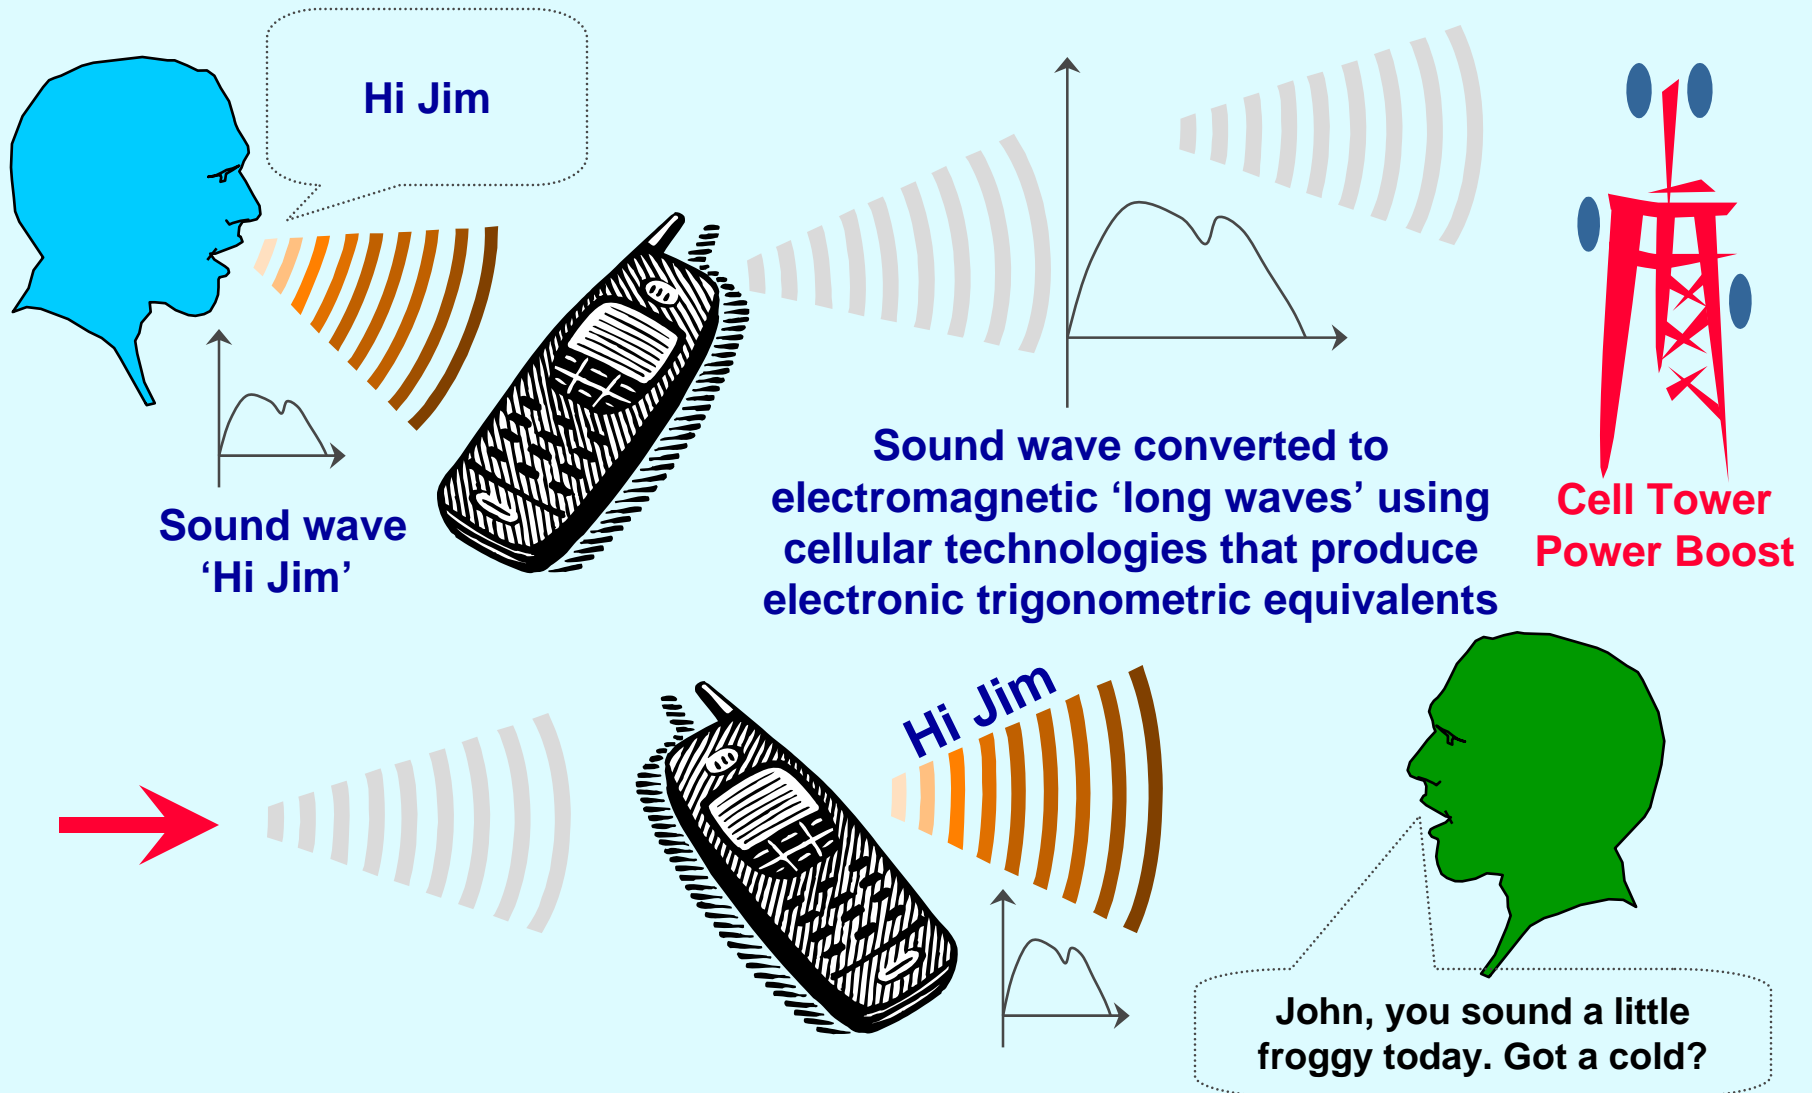 Hi Jim
Sound wave
‘Hi Jim’
Sound wave converted to
electromagnetic ‘long waves’ using
cellular technologies that produce
electronic trigonometric equivalents
Cell Tower
Power Boost
Hi Jim
John, you sound a little
froggy today. Got a cold?